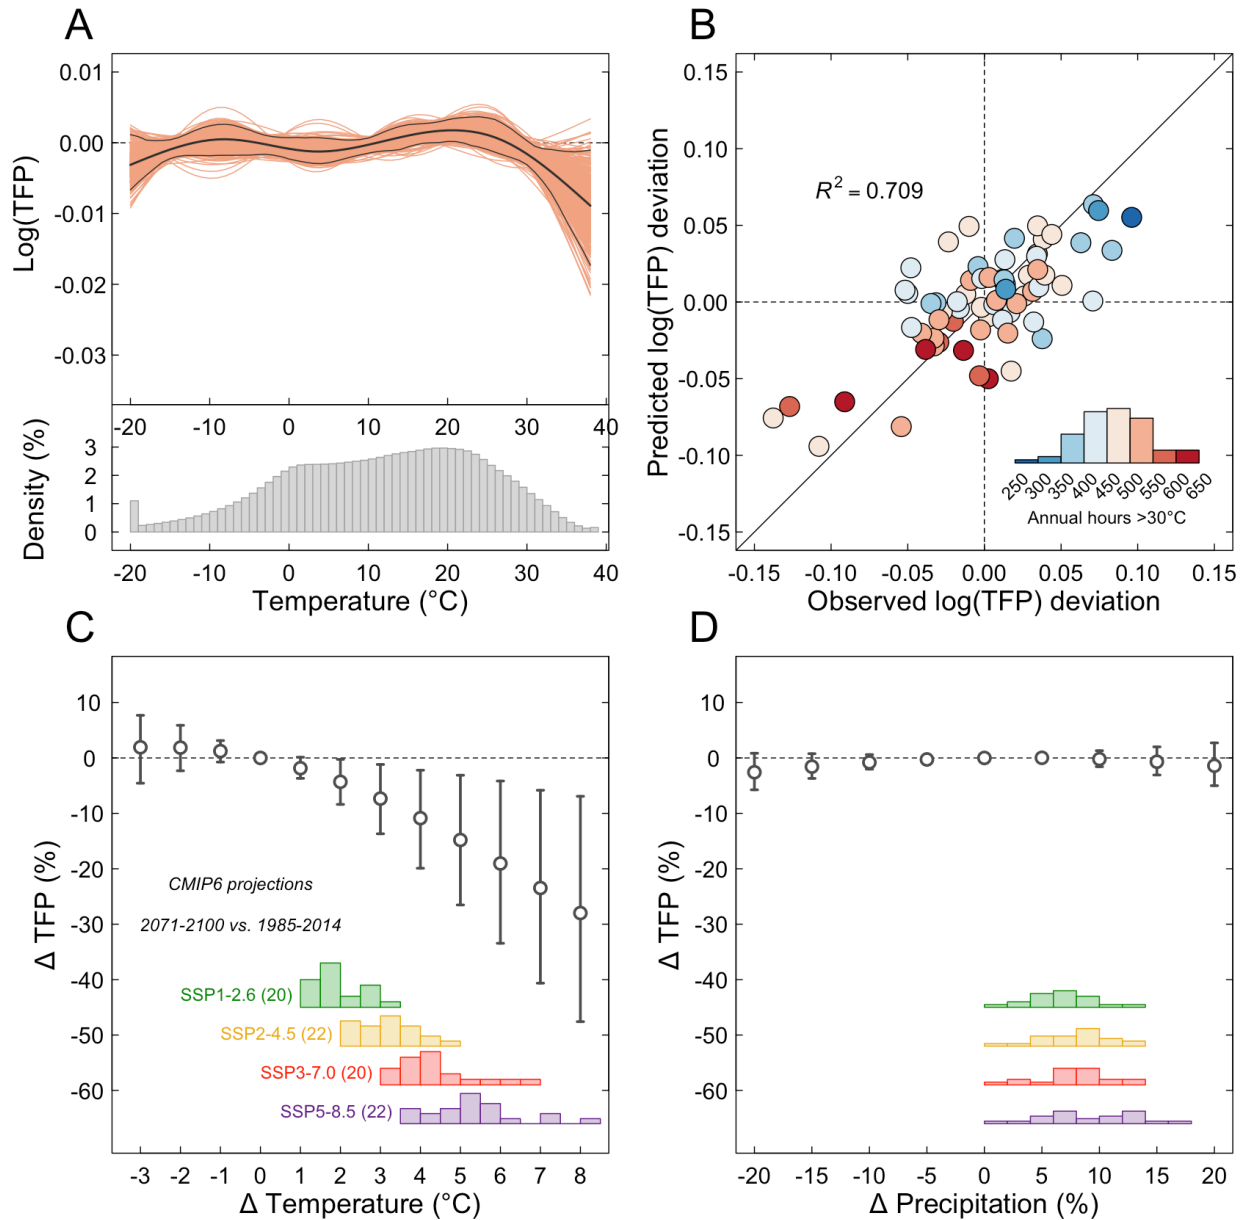 A
0.01
0.00
-0.01
-0.02
-0.03
Log(TFP)
-20 -10 0 10 20 30 40
3
2
1
0
Density (%)
-20 -10 0 10 20 30 40
Temperature (°C)
B
0.15
0.10
0.05
0.00
-0.05
-0.10
-0.15
Predicted log(TFP) deviation
R² = 0.709
250 300 350 400 450 500 550 600 650
Annual hours >30°C
-0.15 -0.10 -0.05 0.00 0.05 0.10 0.15
Observed log(TFP) deviation
C
10
0
-10
-20
-30
-40
-50
-60
Δ TFP (%)
CMIP6 projections
2071-2100 vs. 1985-2014
SSP1-2.6 (20)
SSP2-4.5 (22)
SSP3-7.0 (20)
SSP5-8.5 (22)
-3 -2 -1 0 1 2 3 4 5 6 7 8
Δ Temperature (°C)
D
10
0
-10
-20
-30
-40
-50
-60
Δ TFP (%)
-20 -15 -10 -5 0 5 10 15 20
Δ Precipitation (%)